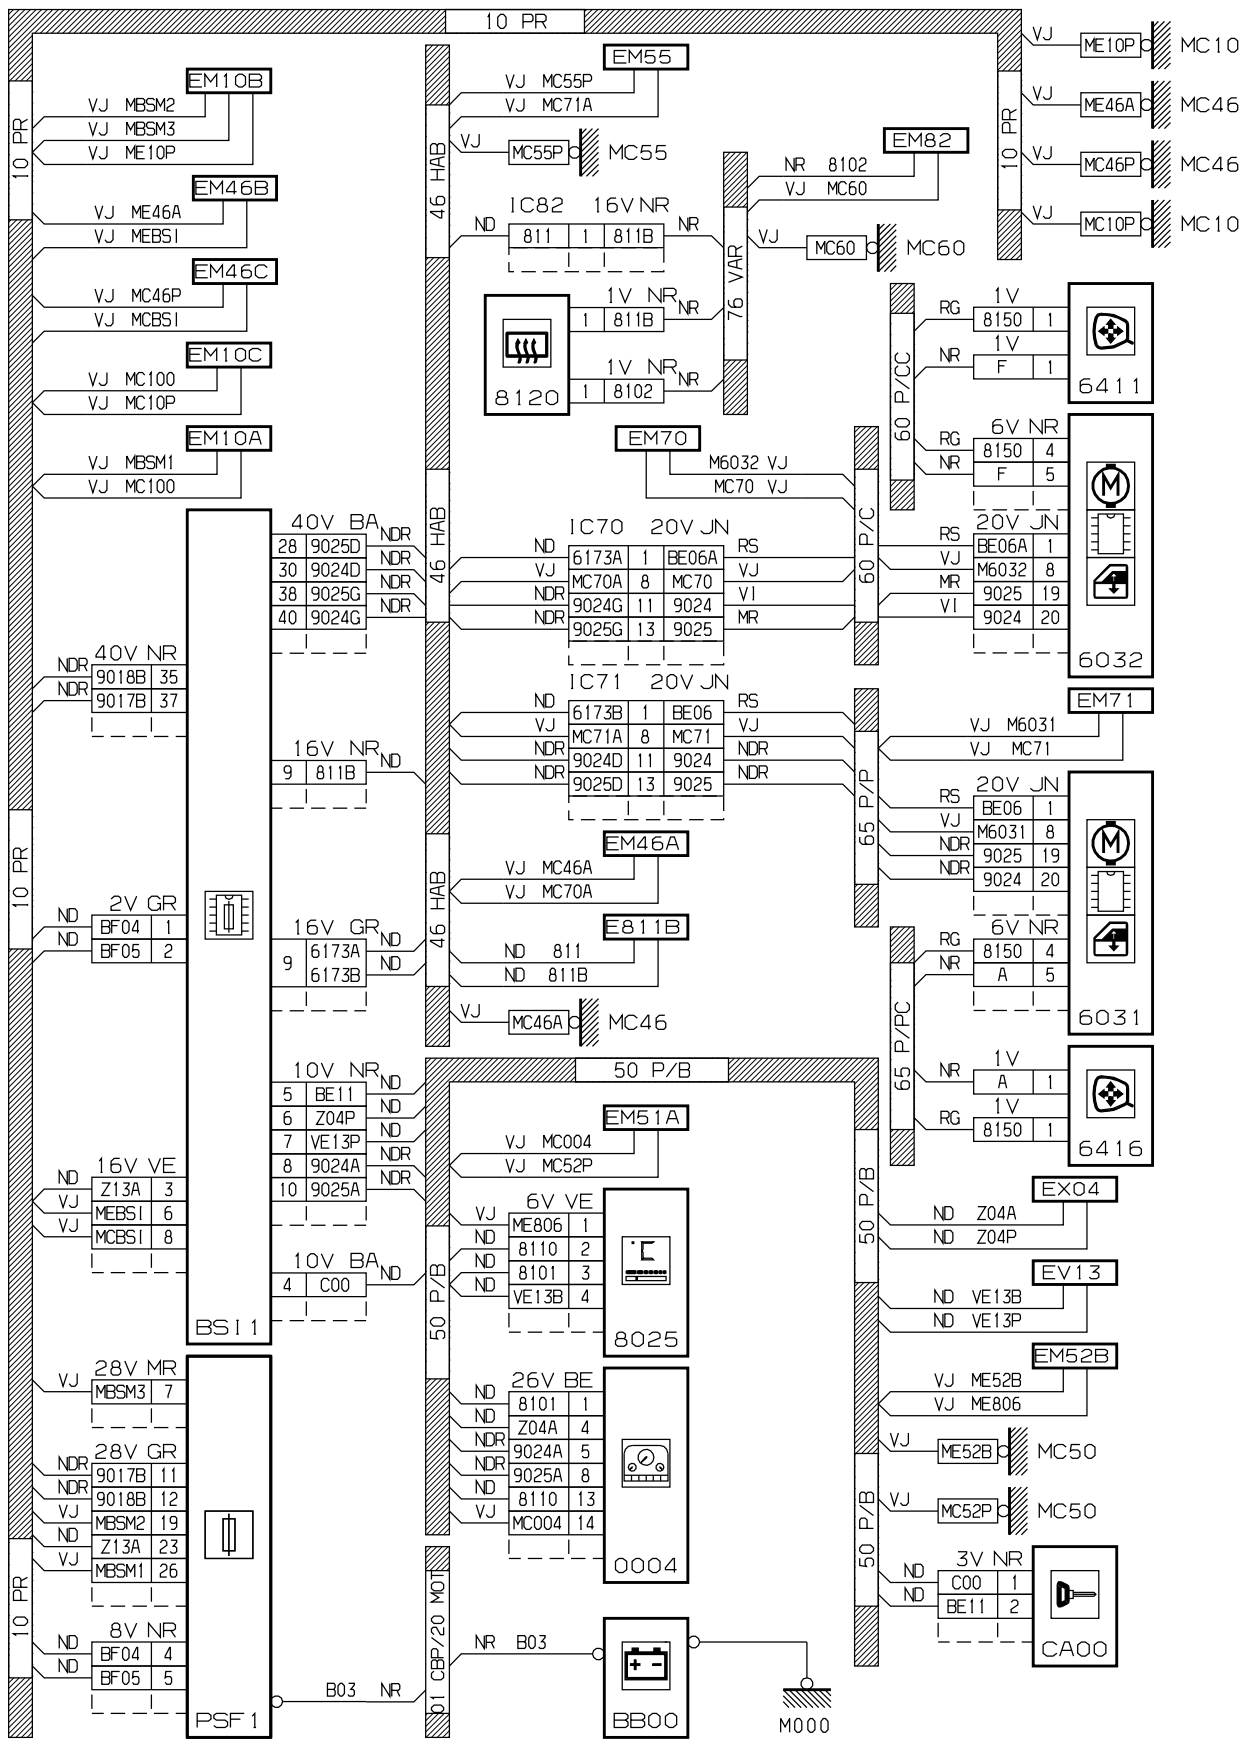 10 PR
10 PR
EM10B
VJ MBSM2
VJ MBSM3
VJ ME10P
EM46B
VJ ME46A
VJ MEBSI
EM46C
VJ MC46P
VJ MCBSI
EM10C
VJ MC100
VJ MC10P
EM10A
VJ MBSM1
VJ MC100
46 HAB
EM55
VJ MC55P
VJ MC71A
VJ MC55P MC55
IC82 16V NR
ND 811 1 811B NR
8120
1V NR
1 811B NR
1V NR
1 8102 NR
76 VAR
EM82
NR 8102
VJ MC60
VJ MC60 MC60
10 PR
VJ ME10P MC10
VJ ME46A MC46
VJ MC46P MC46
VJ MC10P MC10
60 P/CC
1V
RG 8150 1
1V
NR F 1
6411
6V NR
RG 8150 4
NR F 5
20V JN
RS BE06A 1
VJ M6032 8
MR 9025 19
VI 9024 20
6032
EM70
M6032 VJ
MC70 VJ
60 P/C
46 HAB
IC70 20V JN
ND 6173A 1 BE06A RS
VJ MC70A 8 MC70 VJ
NDR 9024G 11 9024 VI
NDR 9025G 13 9025 MR
40V BA
28 9025D NDR
30 9024D NDR
38 9025G NDR
40 9024G NDR
40V NR
NDR 9018B 35
NDR 9017B 37
IC71 20V JN
ND 6173B 1 BE06 RS
VJ MC71A 8 MC71 VJ
NDR 9024D 11 9024 NDR
NDR 9025D 13 9025 NDR
65 P/P
EM71
VJ M6031
VJ MC71
20V JN
RS BE06 1
VJ M6031 8
NDR 9025 19
NDR 9024 20
6V NR
RG 8150 4
NR A 5
6031
65 P/PC
1V
NR A 1
1V
RG 8150 1
6416
16V NR
9 811B ND
10 PR
2V GR
ND BF04 1
ND BF05 2
46 HAB
EM46A
VJ MC46A
VJ MC70A
E811B
ND 811
ND 811B
VJ MC46A MC46
16V GR
9 6173A ND
6173B ND
10V NR
5 BE11 ND
6 Z04P ND
7 VE13P ND
8 9024A NDR
10 9025A NDR
10V BA
4 C00 ND
16V VE
ND Z13A 3
VJ MEBSI 6
VJ MCBSI 8
BSI1
50 P/B
50 P/B
50 P/B
EM51A
VJ MC004
VJ MC52P
6V VE
VJ ME806 1
ND 8110 2
ND 8101 3
ND VE13B 4
°C
8025
26V BE
ND 8101 1
ND Z04A 4
NDR 9024A 5
NDR 9025A 8
ND 8110 13
VJ MC004 14
0004
EX04
ND Z04A
ND Z04P
EV13
ND VE13B
ND VE13P
EM52B
VJ ME52B
VJ ME806
VJ ME52B MC50
VJ MC52P MC50
50 P/B
3V NR
ND C00 1
ND BE11 2
CA00
28V MR
VJ MBSM3 7
28V GR
NDR 9017B 11
NDR 9018B 12
VJ MBSM2 19
ND Z13A 23
VJ MBSM1 26
10 PR
8V NR
ND BF04 4
ND BF05 5
PSF1
B03 NR
01 CBP/20 MOT
NR B03
+ -
BB00
M000
M
M